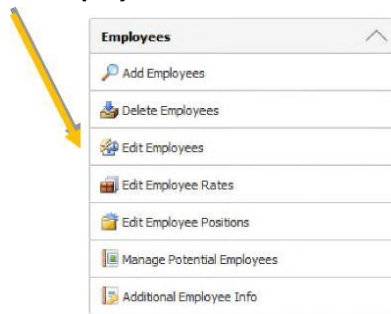 Employees
Add Employees
Delete Employees
Edit Employees
Edit Employee Rates
Edit Employee Positions
Manage Potential Employees
Additional Employee Info